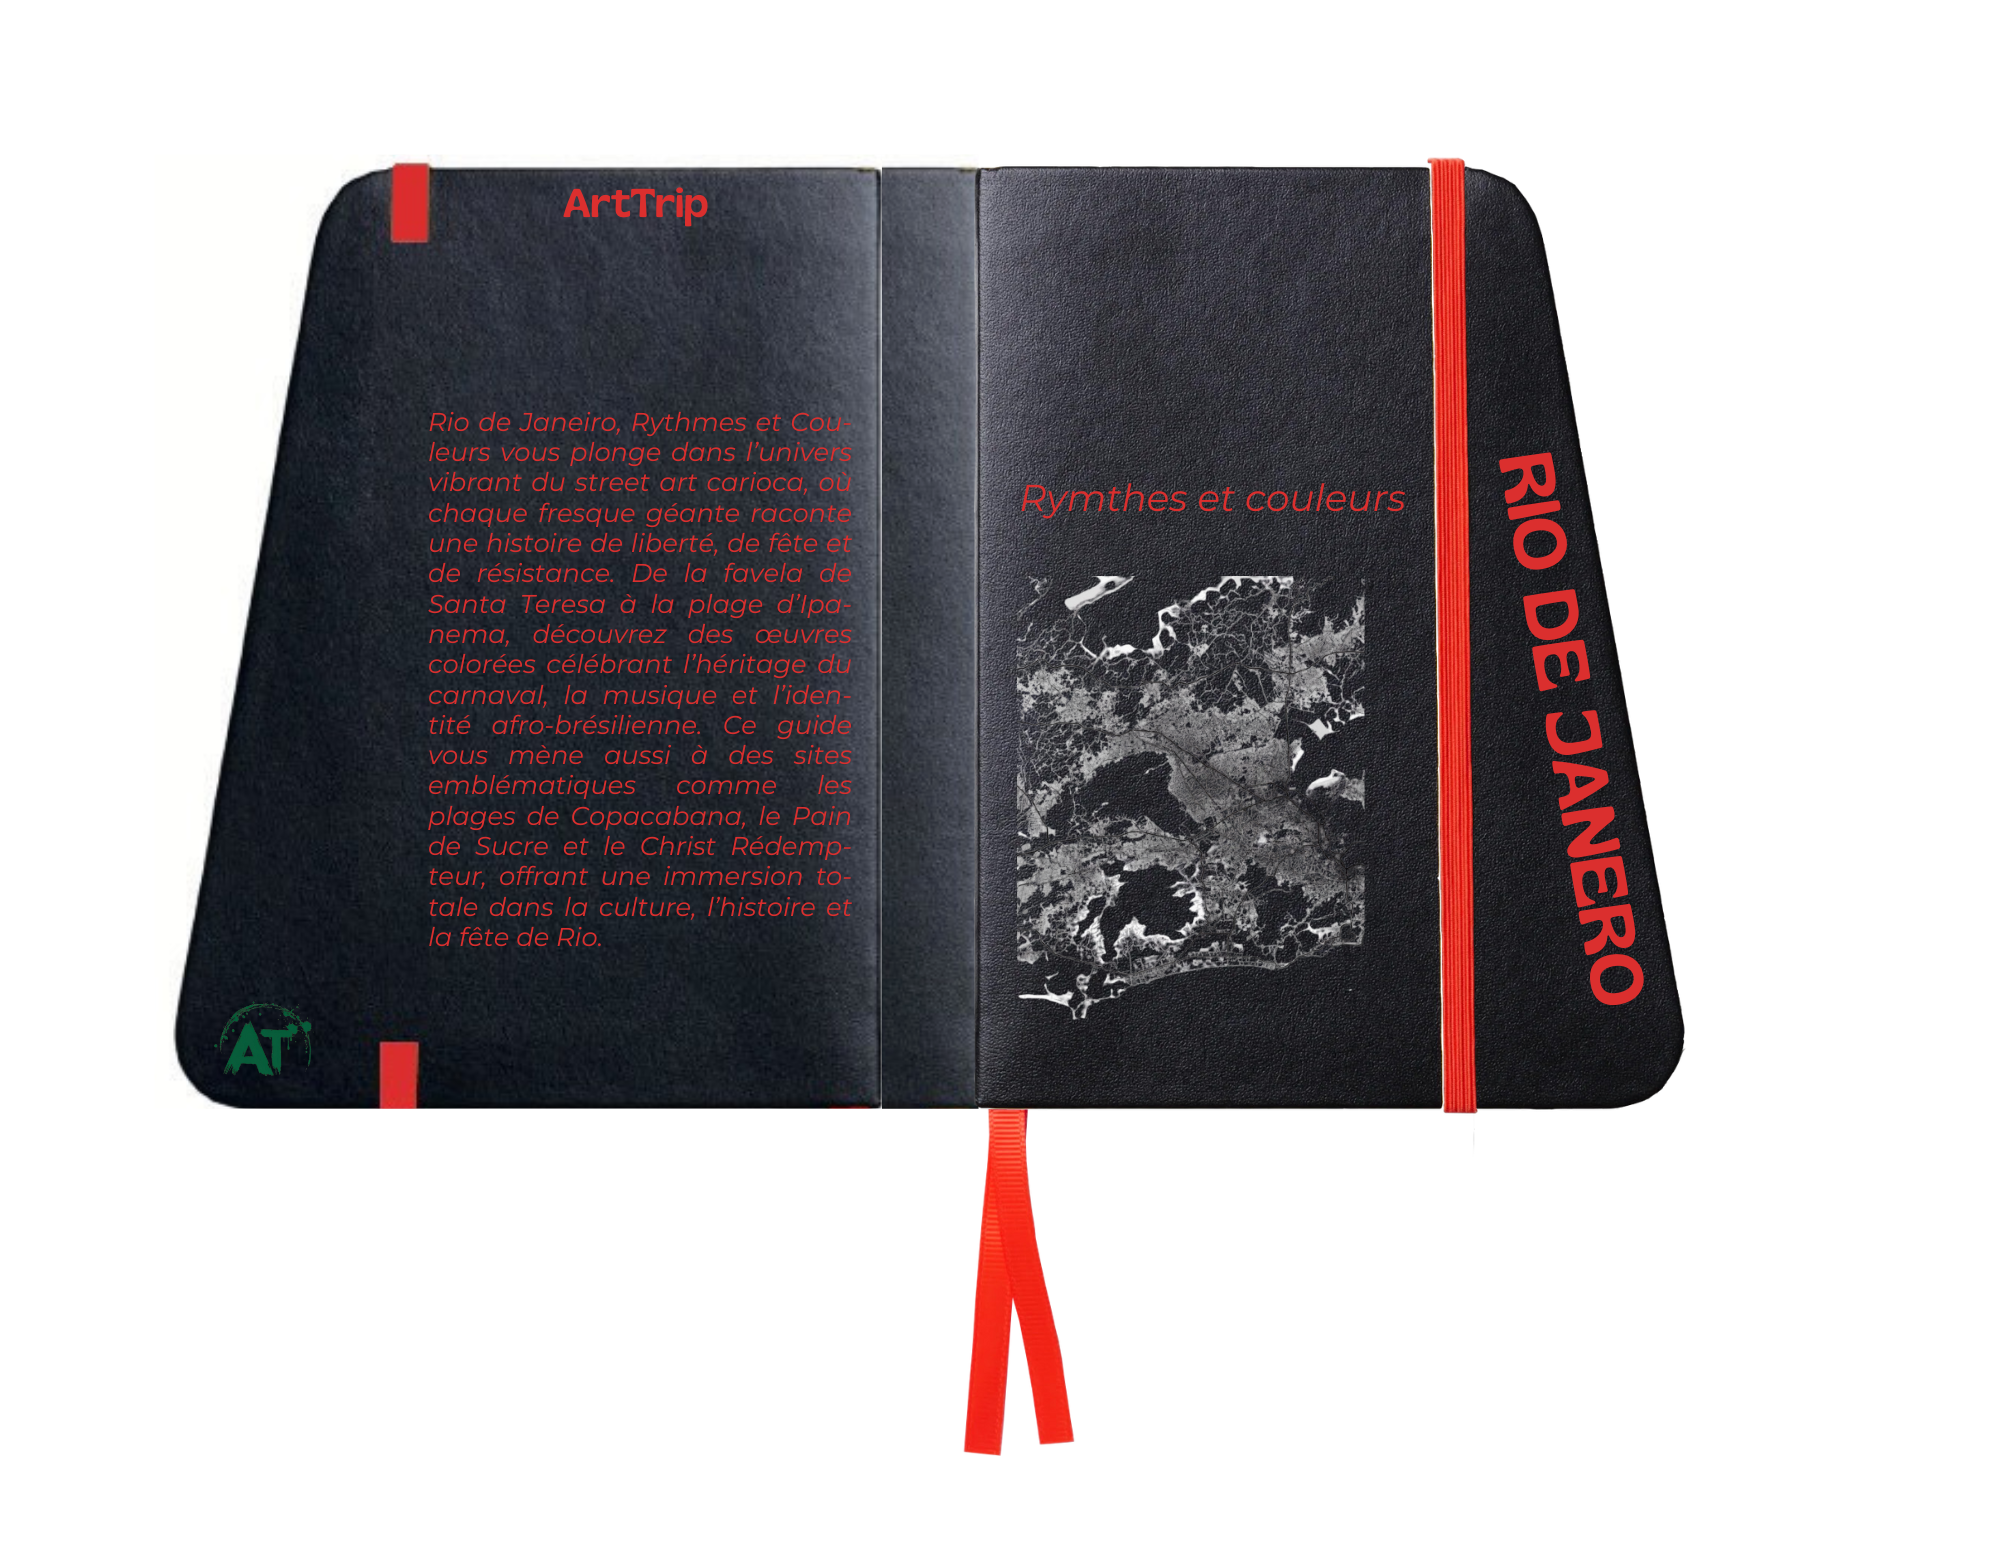 ArtTrip
Rio de Janeiro, Rythmes et Cou-
leurs vous plonge dans l'univers
vibrant du street art carioca, où
chaque fresque géante raconte
une histoire de liberté, de fête et
de résistance. De la favela de
Santa Teresa à la plage d'Ipa-
nema, découvrez des œuvres
colorées célébrant l'héritage du
carnaval, la musique et l'iden-
tité afro-brésilienne. Ce guide
vous mène aussi à des sites
emblématiques comme les
plages de Copacabana, le Pain
de Sucre et le Christ Rédemp-
teur, offrant une immersion to-
tale dans la culture, l'histoire et
la fête de Rio.
AT
Rymthes et couleurs
RIO DE JANERO